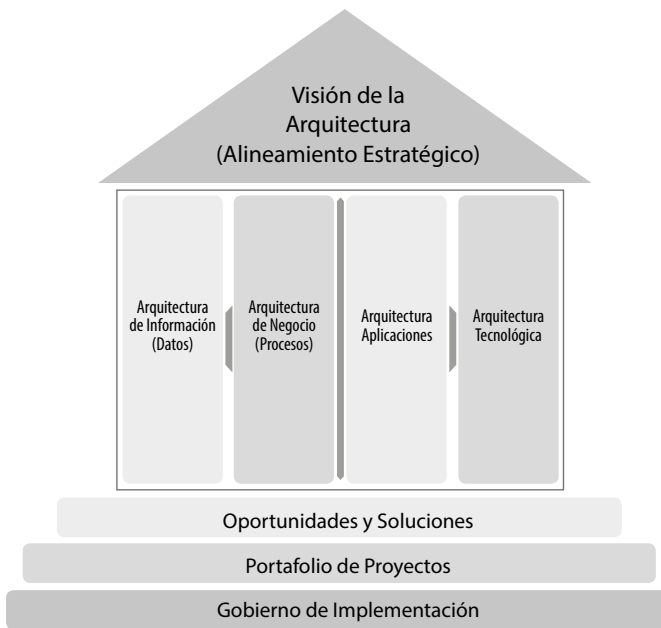 Visión de la
Arquitectura
(Alineamiento Estratégico)
Arquitectura
de Información
(Datos)
Arquitectura
de Negocio
(Procesos)
Arquitectura
Aplicaciones
Arquitectura
Tecnológica
Oportunidades y Soluciones
Portafolio de Proyectos
Gobierno de Implementación